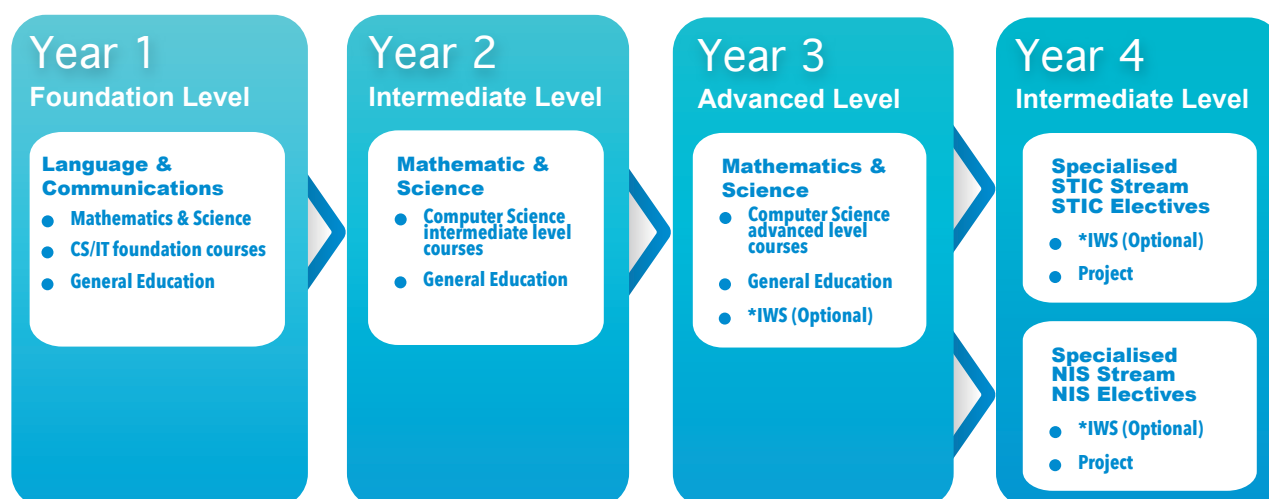 Year 1
Foundation Level
Language &
Communications
Mathematics & Science
CS/IT foundation courses
General Education
Year 2
Intermediate Level
Mathematic &
Science
Computer Science
intermediate level
courses
General Education
Year 3
Advanced Level
Mathematics &
Science
Computer Science
advanced level
courses
General Education
*IWS (Optional)
Year 4
Intermediate Level
Specialised
STIC Stream
STIC Electives
*IWS (Optional)
Project
Specialised
NIS Stream
NIS Electives
*IWS (Optional)
Project